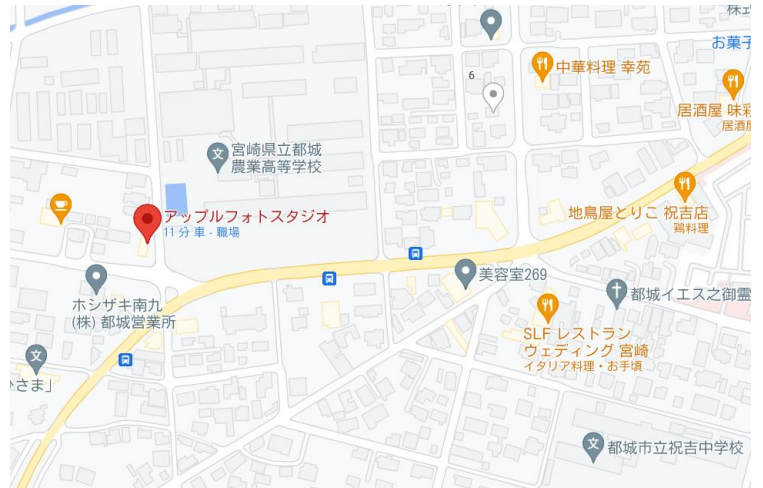 株式
お菓子
6
中華料理 幸苑
居酒屋 味彩
居酒屋
宮崎県立都城
農業高等学校
アップルフォトスタジオ
11 分 車 - 職場
地鳥屋とりこ 祝吉店
鶏料理
美容室269
ホシザキ南九
(株) 都城営業所
都城イエス之御霊
SLF レストラン
ウェディング 宮崎
イタリア料理・お手頃
さま」
都城市立祝吉中学校
文
文
文